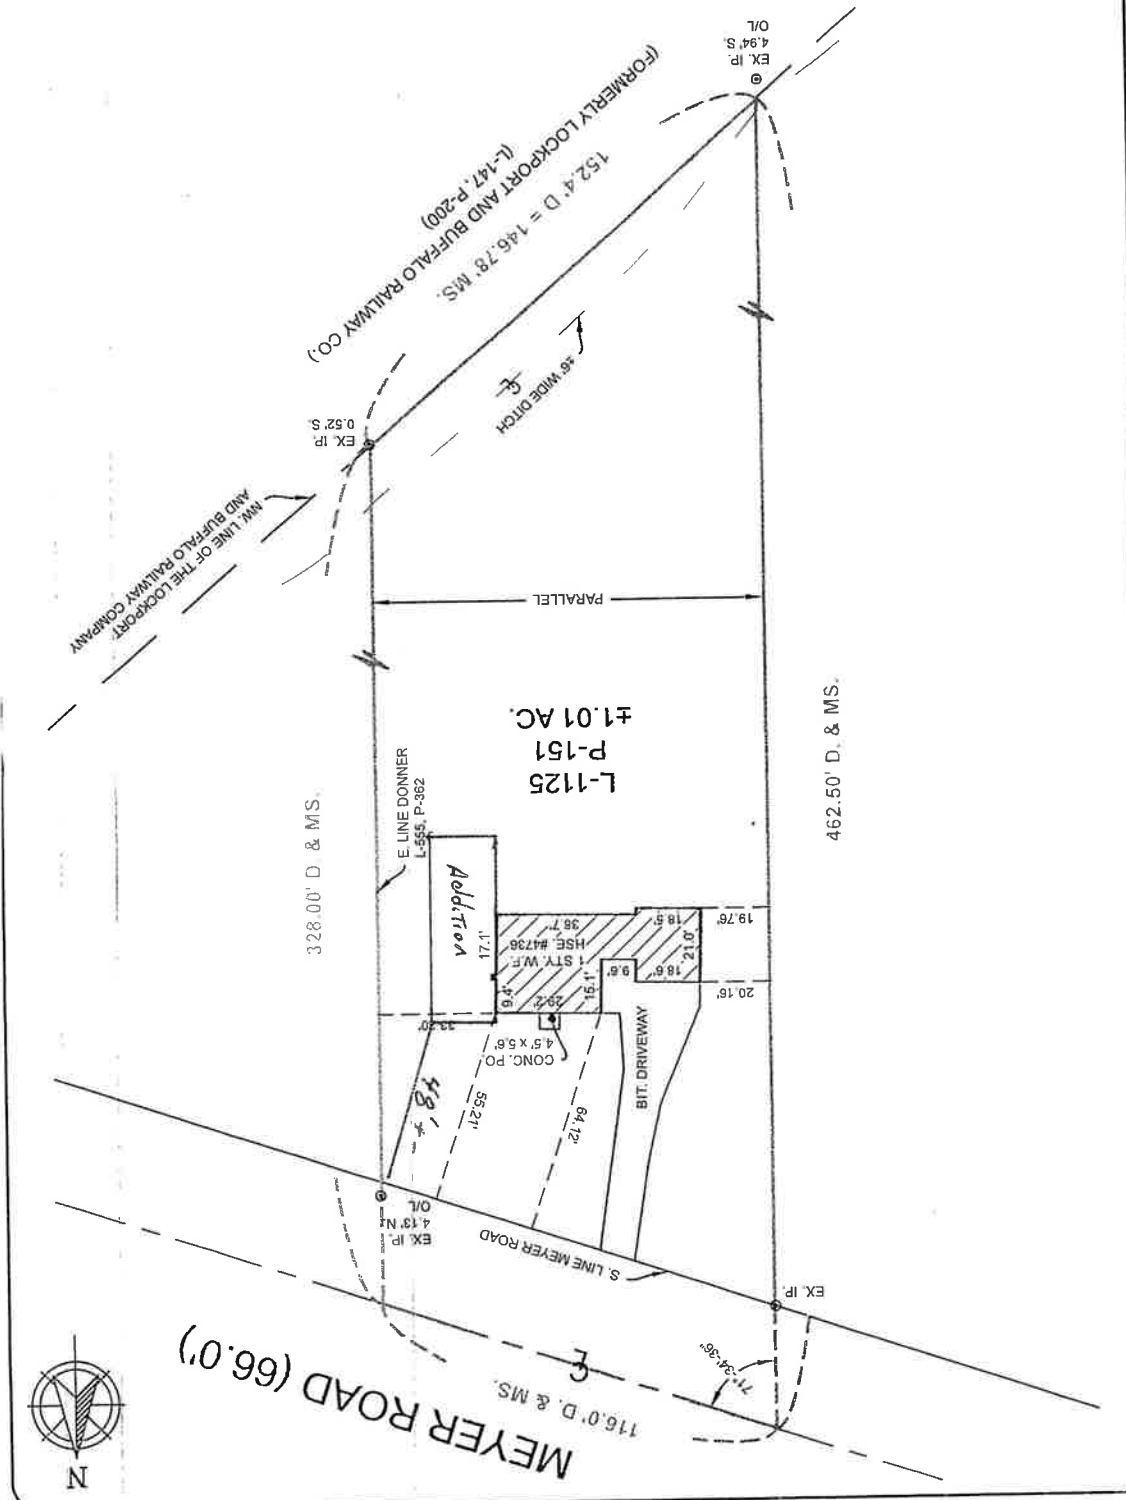 N
MEYER ROAD (66.0')
116.0' D. & MS.
C L
71°-34'-36"
EX. IP.
S. LINE MEYER ROAD
EX. IP.
4.13' N.
O/L
48' ±
55.21'
64.12'
BIT. DRIVEWAY
CONC. PO.
4.5' x 5.6'
33.20'
20.16'
19.76'
29.2'
9.4'
15.1'
9.6'
18.6'
21.0'
18.5'
1 STY. W.F.
HSE. #4736
38.7'
17.1'
Addition
E. LINE DONNER
L-555, P-362
328.00' D. & MS.
462.50' D. & MS.
L-1125
P-151
±1.01 AC.
PARALLEL
NW. LINE OF THE LOCKPORT
AND BUFFALO RAILWAY COMPANY
EX. IP.
0.52' S.
±6' WIDE DITCH
C L
152.4' D = 146.78' MS.
(FORMERLY LOCKPORT AND BUFFALO RAILWAY CO.)
(L-147, P-200)
EX. IP.
4.94' S.
O/L